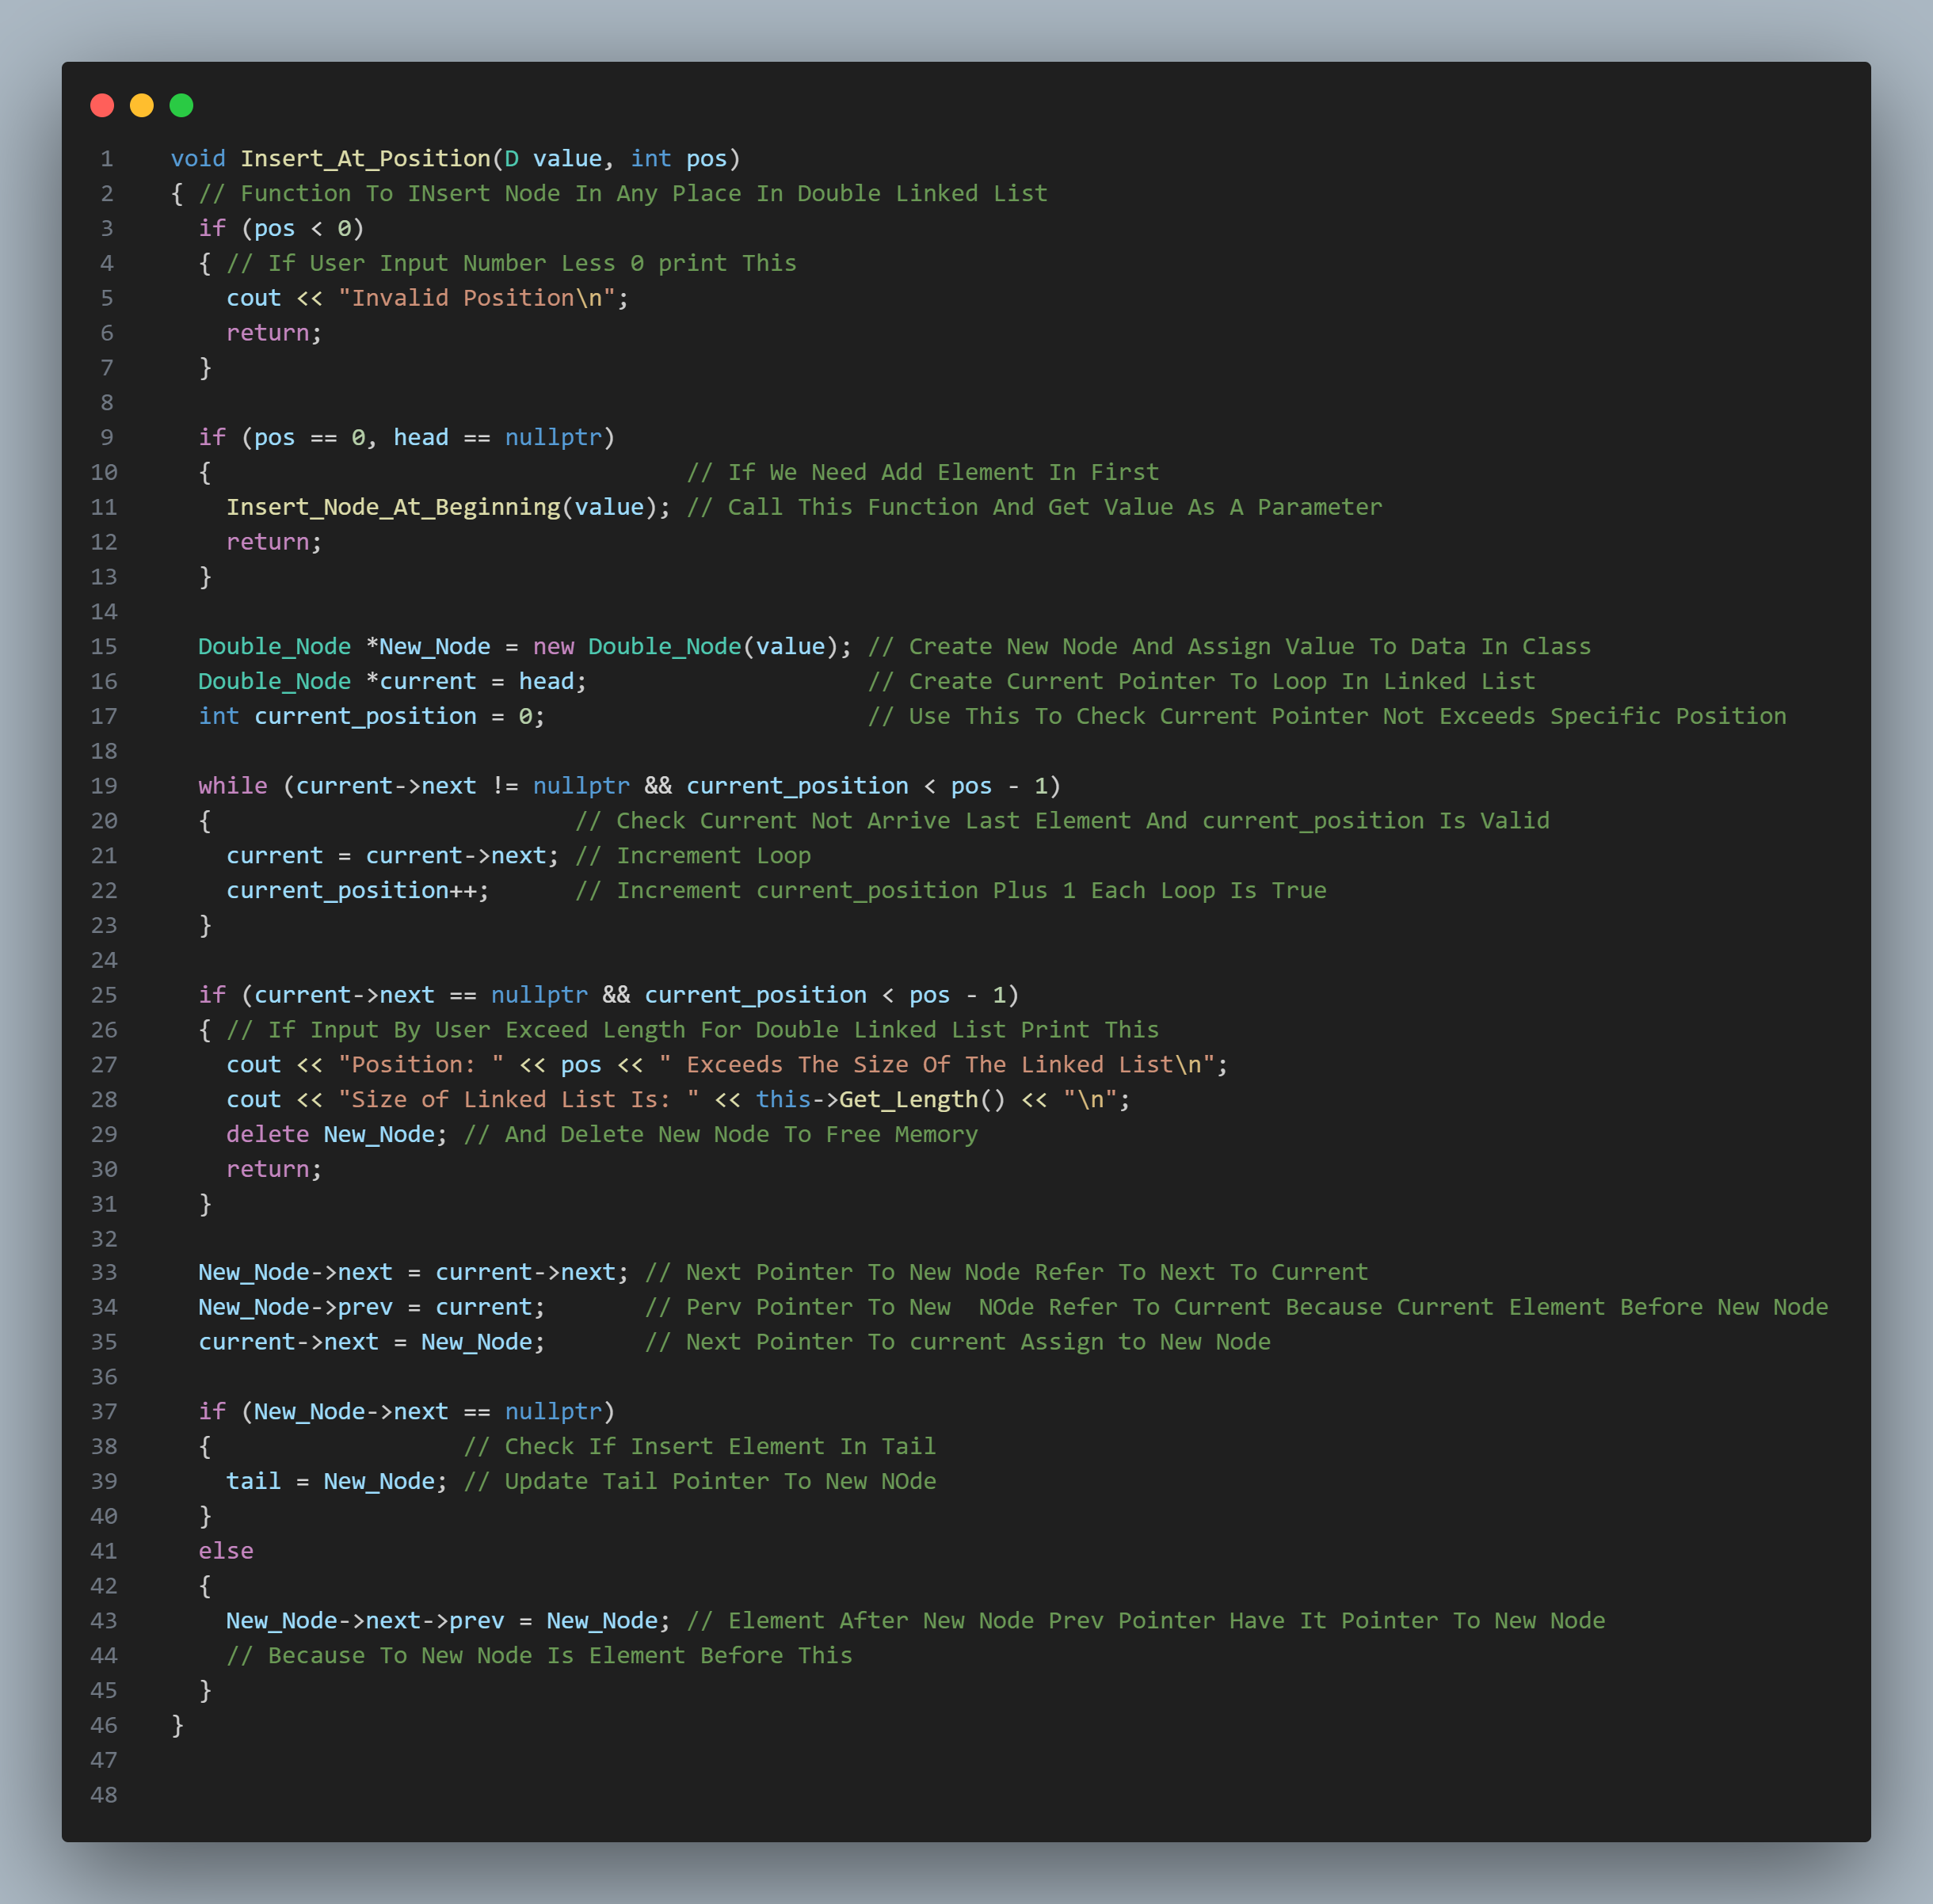 1 void Insert_At_Position(D value, int pos)
2 { // Function To INsert Node In Any Place In Double Linked List
3 if (pos < 0)
4 { // If User Input Number Less 0 print This
5 cout << "Invalid Position\n";
6 return;
7 }
8
9 if (pos == 0, head == nullptr)
10 { // If We Need Add Element In First
11 Insert_Node_At_Beginning(value); // Call This Function And Get Value As A Parameter
12 return;
13 }
14
15 Double_Node *New_Node = new Double_Node(value); // Create New Node And Assign Value To Data In Class
16 Double_Node *current = head; // Create Current Pointer To Loop In Linked List
17 int current_position = 0; // Use This To Check Current Pointer Not Exceeds Specific Position
18
19 while (current->next != nullptr && current_position < pos - 1)
20 { // Check Current Not Arrive Last Element And current_position Is Valid
21 current = current->next; // Increment Loop
22 current_position++; // Increment current_position Plus 1 Each Loop Is True
23 }
24
25 if (current->next == nullptr && current_position < pos - 1)
26 { // If Input By User Exceed Length For Double Linked List Print This
27 cout << "Position: " << pos << " Exceeds The Size Of The Linked List\n";
28 cout << "Size of Linked List Is: " << this->Get_Length() << "\n";
29 delete New_Node; // And Delete New Node To Free Memory
30 return;
31 }
32
33 New_Node->next = current->next; // Next Pointer To New Node Refer To Next To Current
34 New_Node->prev = current; // Perv Pointer To New  NOde Refer To Current Because Current Element Before New Node
35 current->next = New_Node; // Next Pointer To current Assign to New Node
36
37 if (New_Node->next == nullptr)
38 { // Check If Insert Element In Tail
39 tail = New_Node; // Update Tail Pointer To New NOde
40 }
41 else
42 {
43 New_Node->next->prev = New_Node; // Element After New Node Prev Pointer Have It Pointer To New Node
44 // Because To New Node Is Element Before This
45 }
46 }
47
48